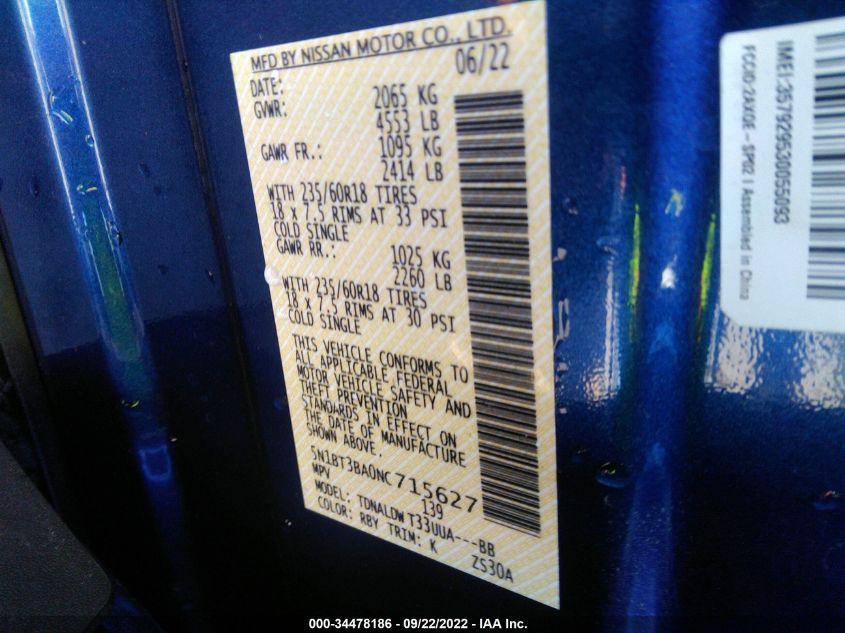 MFD BY NISSAN MOTOR CO., LTD.
DATE: 06/22
GVWR: 2065 KG
4553 LB
GAWR FR.: 1095 KG
2414 LB
WITH 235/60R18 TIRES
18 X 7.5 RIMS AT 33 PSI
COLD SINGLE
GAWR RR.: 1025 KG
2260 LB
WITH 235/60R18 TIRES
18 X 7.5 RIMS AT 30 PSI
COLD SINGLE
THIS VEHICLE CONFORMS TO
ALL APPLICABLE FEDERAL
MOTOR VEHICLE SAFETY AND
THEFT PREVENTION
STANDARDS IN EFFECT ON
THE DATE OF MANUFACTURE
SHOWN ABOVE.
5N1BT3BA0NC715627
MPV 139
MODEL: TDNALDWT33UUA---BB
COLOR: RBY TRIM: K ZS30A
IMEI:357929530055093
FCCID:2AXQE-SP02 I Assembled in China
000-34478186 - 09/22/2022 - IAA Inc.